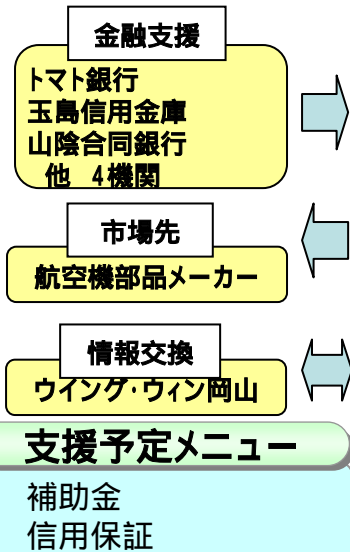 金融支援
トマト銀行
玉島信用金庫
山陰合同銀行
他 4機関
市場先
航空機部品メーカー
情報交換
ウイング・ウィン岡山
支援予定メニュー
補助金
信用保証